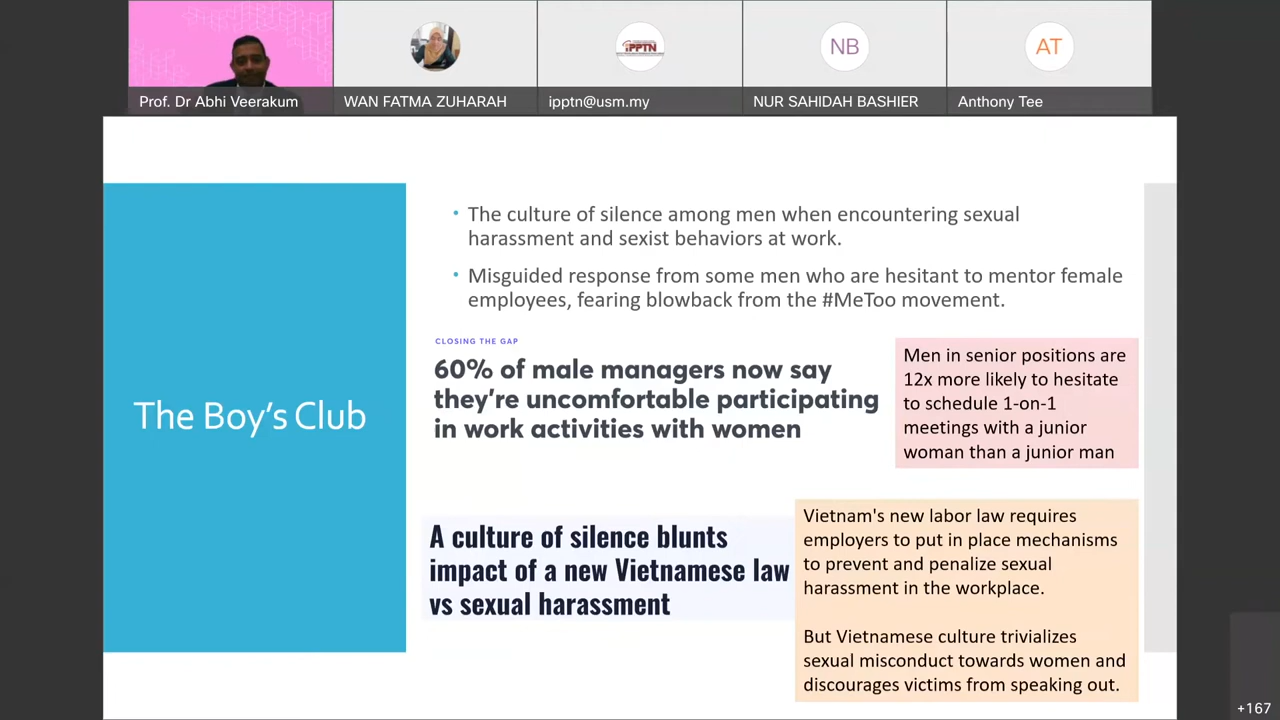 NB
AT
Prof. Dr Abhi Veerakum
WAN FATMA ZUHARAH
ipptn@usm.my
NUR SAHIDAH BASHIER
Anthony Tee
IPPTN
The Boy's Club
• The culture of silence among men when encountering sexual
harassment and sexist behaviors at work.
• Misguided response from some men who are hesitant to mentor female
employees, fearing blowback from the #MeToo movement.
CLOSING THE GAP
60% of male managers now say
they're uncomfortable participating
in work activities with women
Men in senior positions are
12x more likely to hesitate
to schedule 1-on-1
meetings with a junior
woman than a junior man
A culture of silence blunts
impact of a new Vietnamese law
vs sexual harassment
Vietnam's new labor law requires
employers to put in place mechanisms
to prevent and penalize sexual
harassment in the workplace.
But Vietnamese culture trivializes
sexual misconduct towards women and
discourages victims from speaking out.
+167